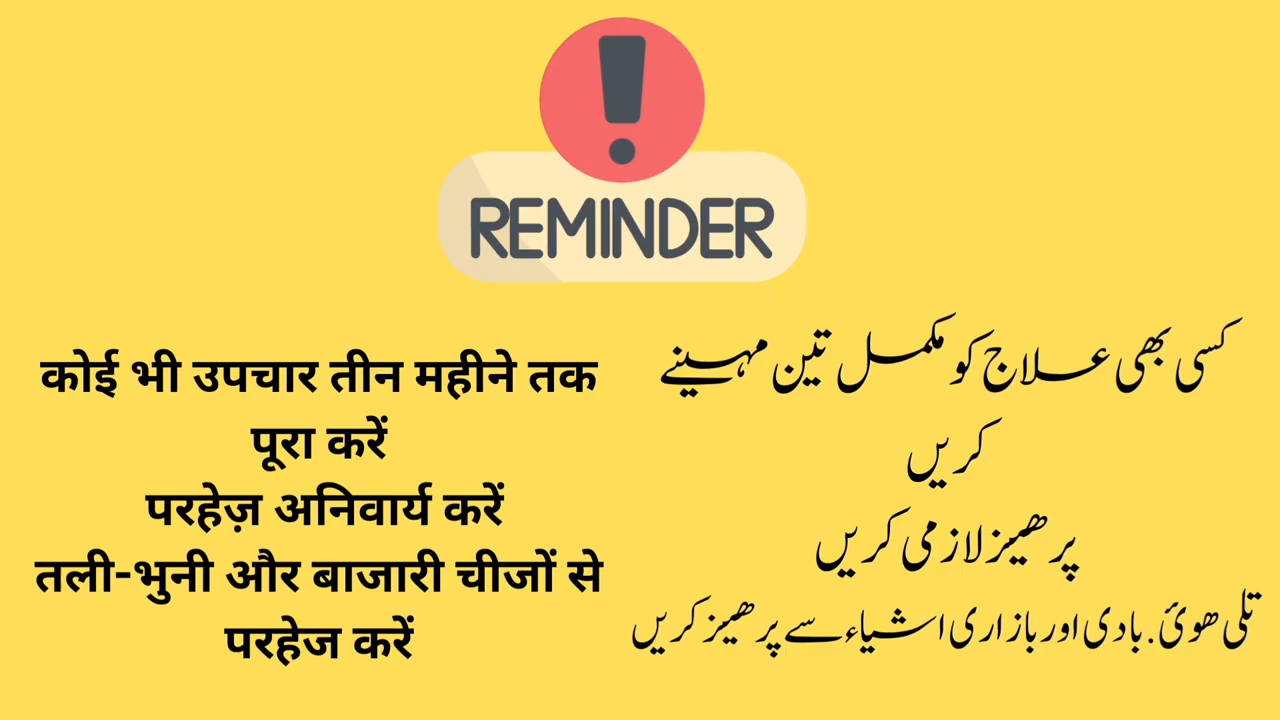 REMINDER
कोई भी उपचार तीन महीने तक
पूरा करें
परहेज़ अनिवार्य करें
तली-भुनी और बाजारी चीजों से
परहेज करें
کسی بھی علاج کو مکمل تین مہینے
کریں
پرھیز لازمی کریں
تلی ھوئ.بادی اور بازاری اشیاء سے پرھیز کریں